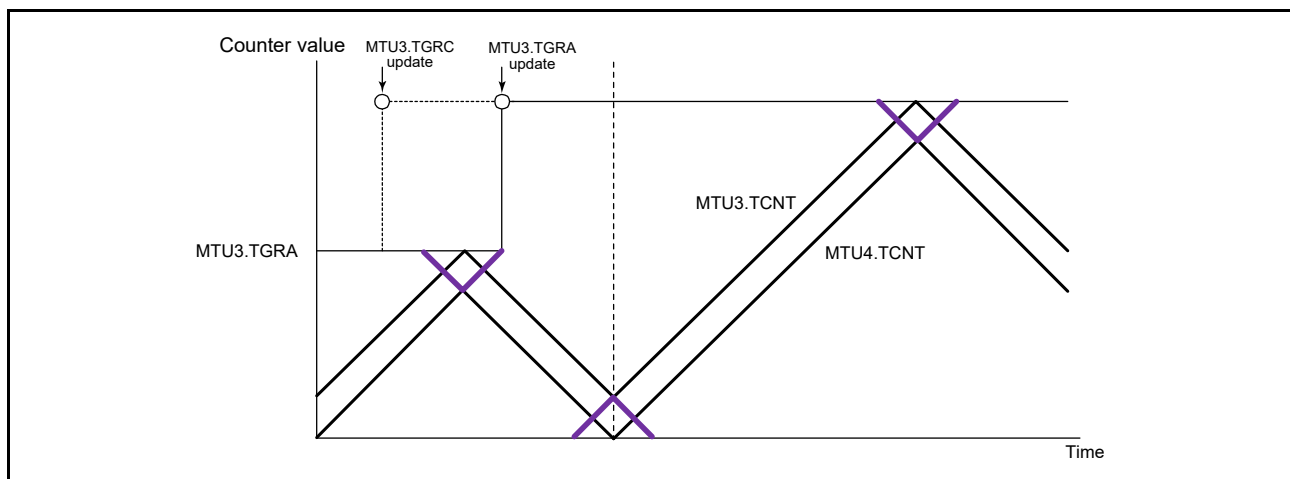 Counter value
MTU3.TGRC
update
MTU3.TGRA
update
MTU3.TCNT
MTU3.TGRA
MTU4.TCNT
Time